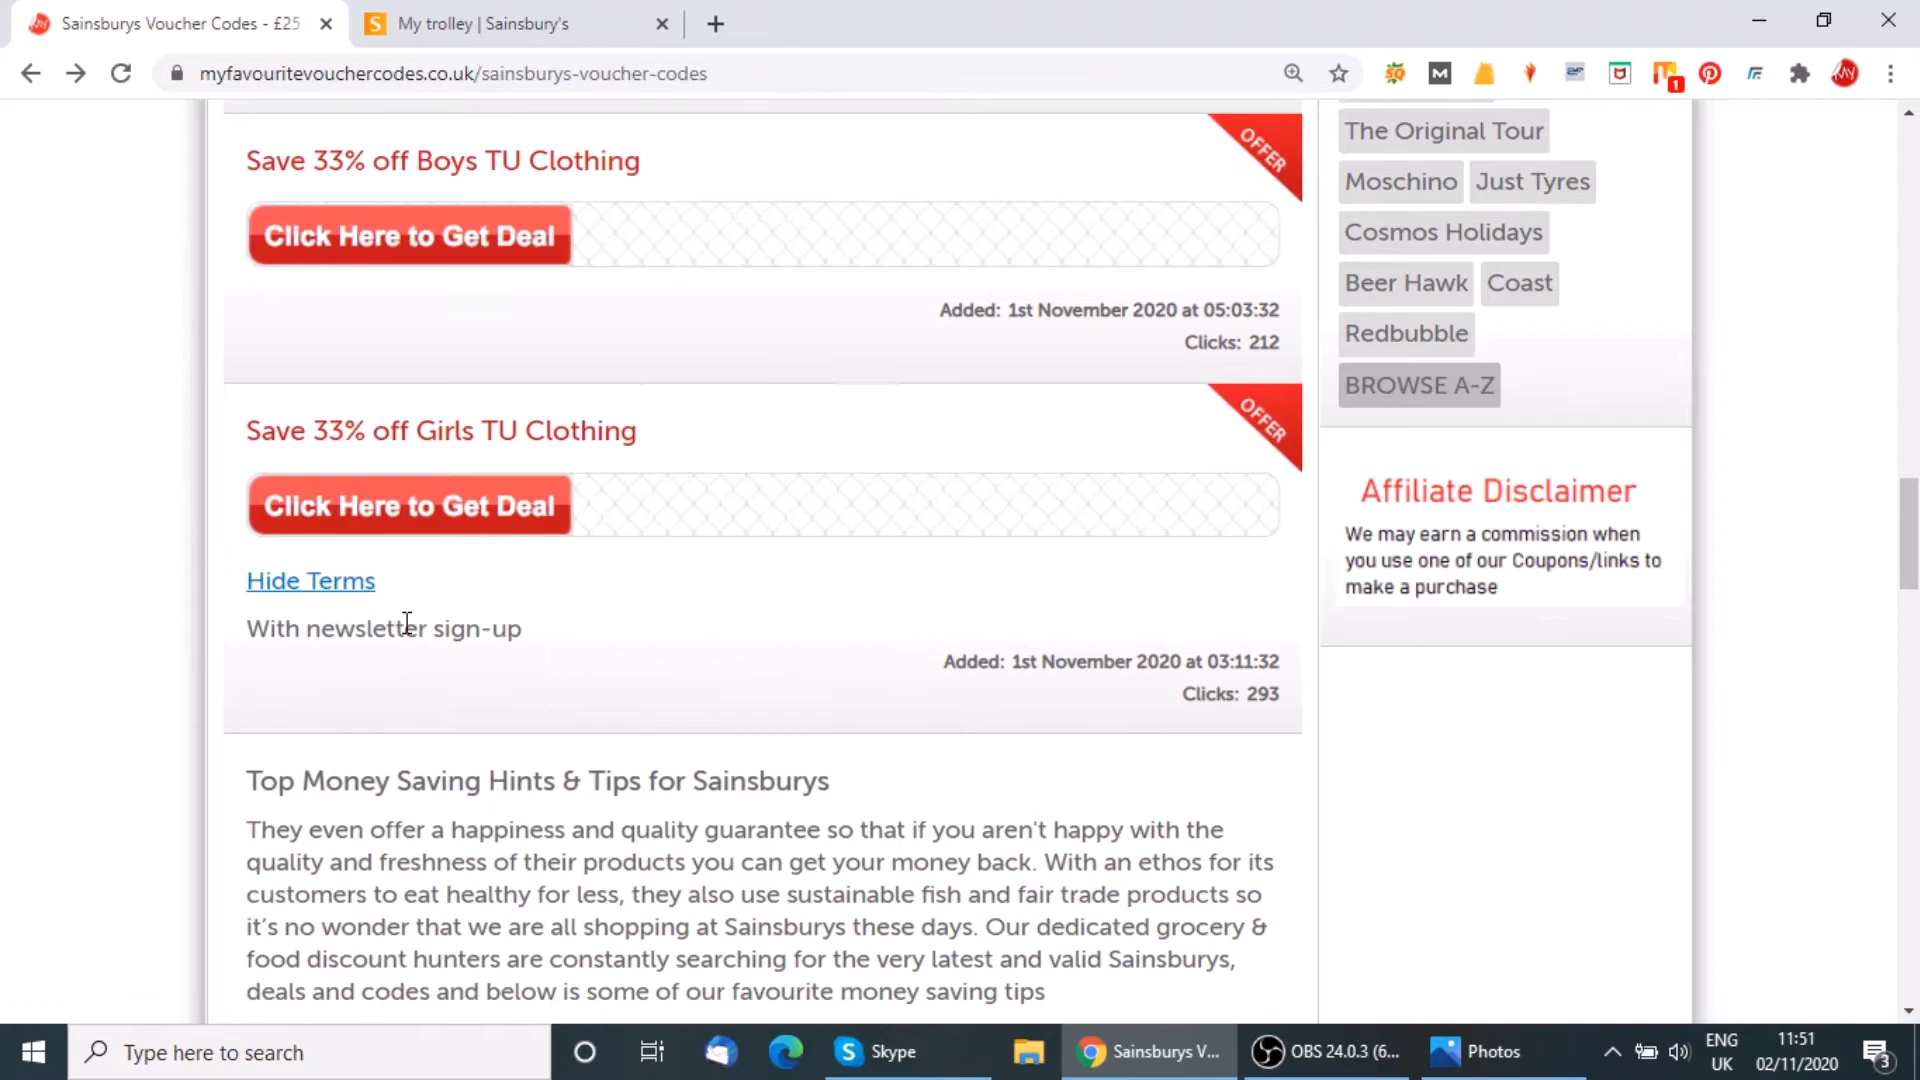 Sainsburys Voucher Codes - £25
My trolley | Sainsbury's
myfavouritevouchercodes.co.uk/sainsburys-voucher-codes
Save 33% off Boys TU Clothing
OFFER
Click Here to Get Deal
Added: 1st November 2020 at 05:03:32
Clicks: 212
Save 33% off Girls TU Clothing
OFFER
Click Here to Get Deal
Hide Terms
With newsletter sign-up
Added: 1st November 2020 at 03:11:32
Clicks: 293
Top Money Saving Hints & Tips for Sainsburys
They even offer a happiness and quality guarantee so that if you aren't happy with the
quality and freshness of their products you can get your money back. With an ethos for its
customers to eat healthy for less, they also use sustainable fish and fair trade products so
it's no wonder that we are all shopping at Sainsburys these days. Our dedicated grocery &
food discount hunters are constantly searching for the very latest and valid Sainsburys,
deals and codes and below is some of our favourite money saving tips
The Original Tour
Moschino Just Tyres
Cosmos Holidays
Beer Hawk Coast
Redbubble
BROWSE A-Z
Affiliate Disclaimer
We may earn a commission when
you use one of our Coupons/links to
make a purchase
Type here to search
Skype
Sainsburys V...
OBS 24.0.3 (6...
Photos
ENG
UK
11:51
02/11/2020
3